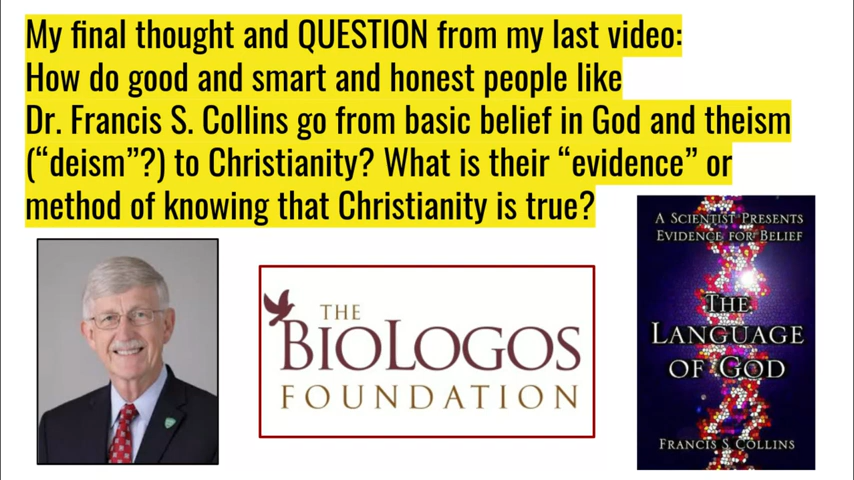 My final thought and QUESTION from my last video:
How do good and smart and honest people like
Dr. Francis S. Collins go from basic belief in God and theism
(“deism”?) to Christianity? What is their “evidence” or
method of knowing that Christianity is true?
THE
BIOLOGOS
FOUNDATION
A SCIENTIST PRESENTS
EVIDENCE FOR BELIEF
THE
LANGUAGE
OF GOD
FRANCIS S. COLLINS